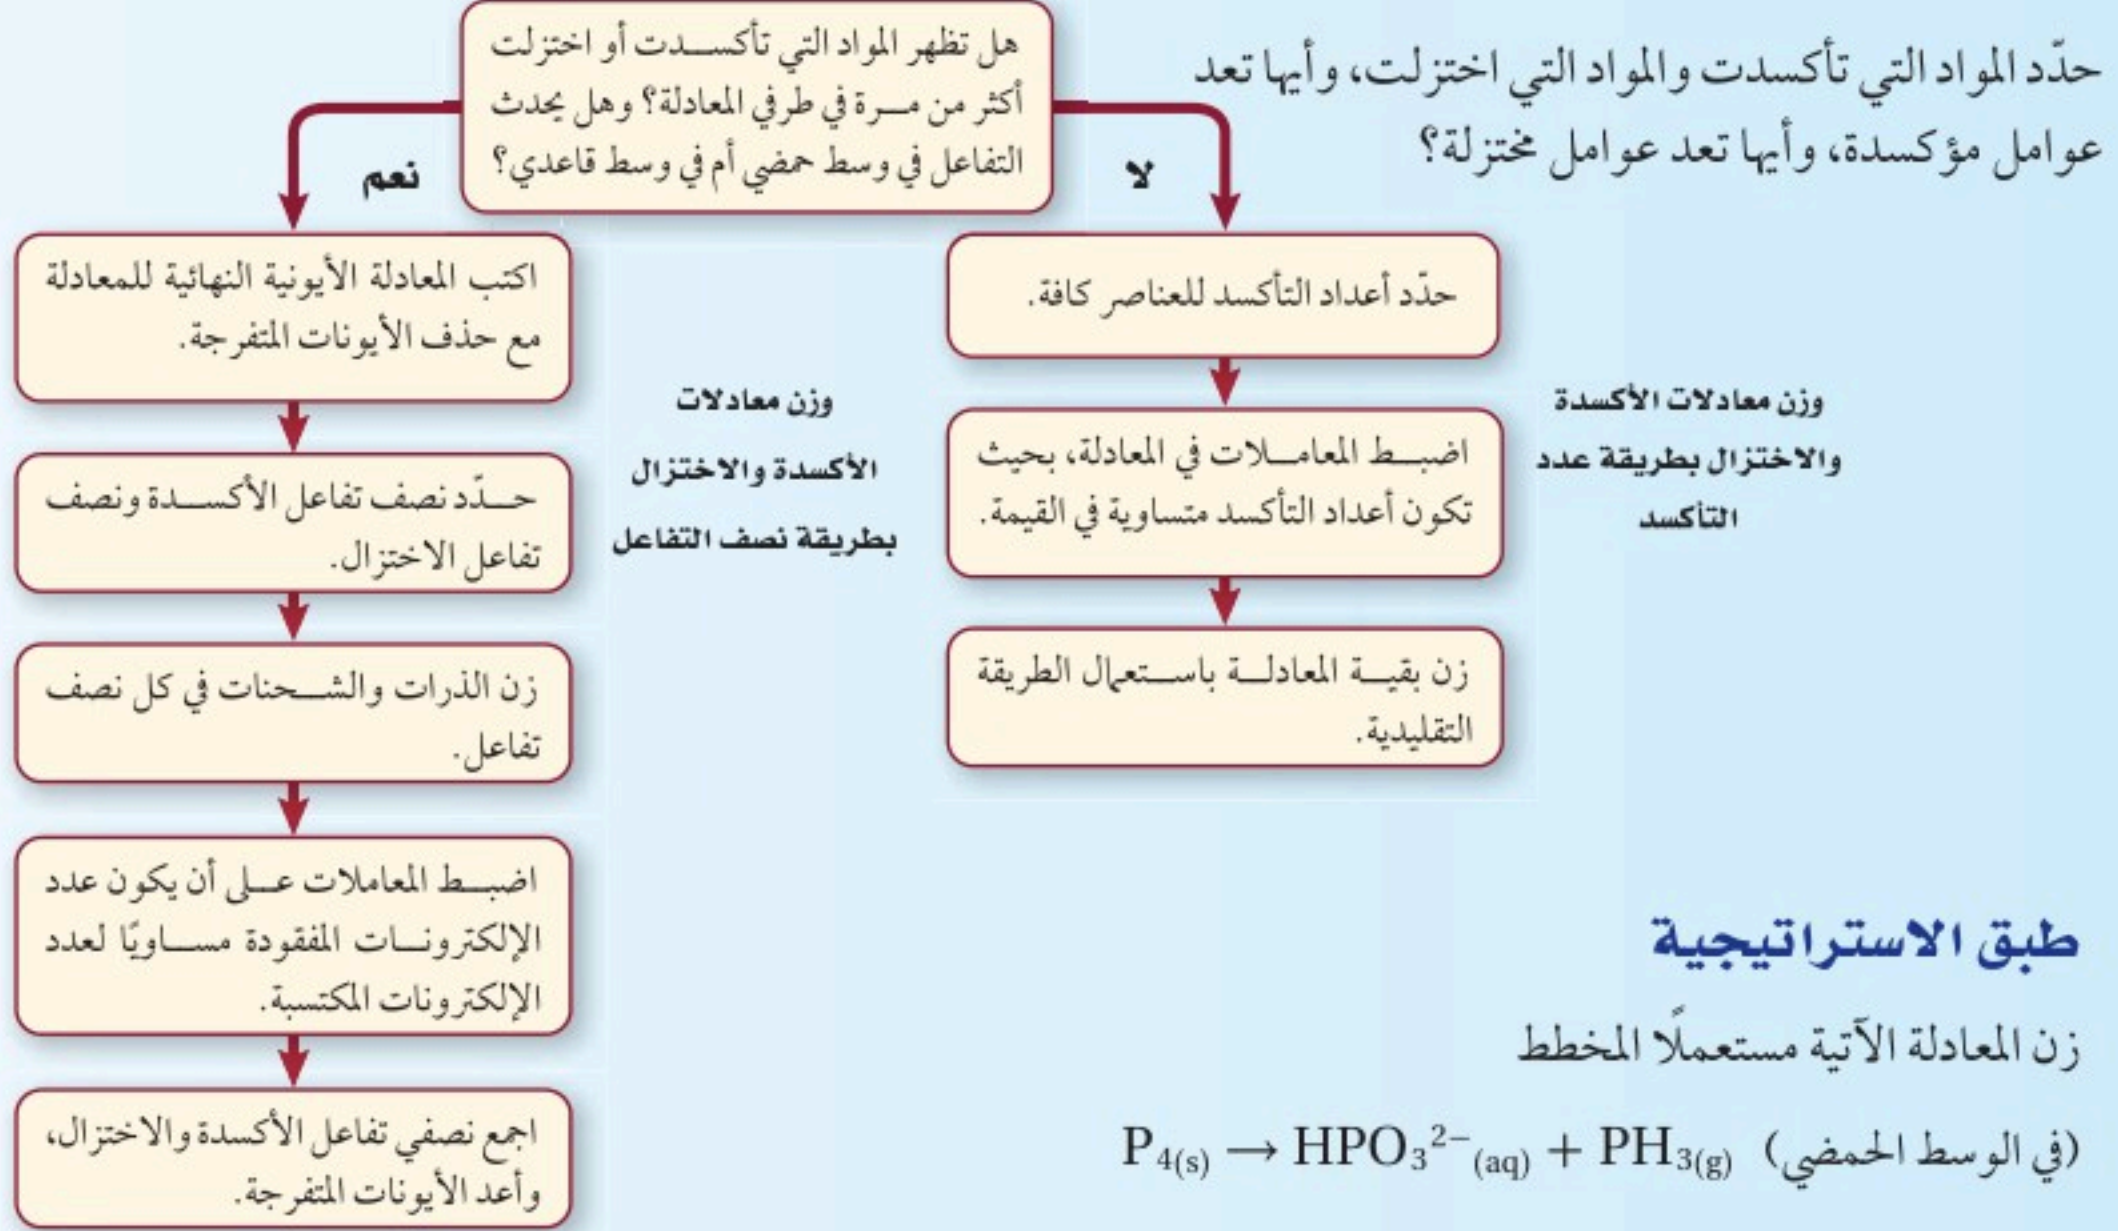 حدّد المواد التي تأكسدت والمواد التي اختزلت، وأيها تعد
عوامل مؤكسدة، وأيها تعد عوامل مختزلة؟
هل تظهر المواد التي تأكسدت أو اختزلت
أكثر من مرة في طرفي المعادلة؟ وهل يحدث
التفاعل في وسط حمضي أم في وسط قاعدي؟
لا
نعم
حدّد أعداد التأكسد للعناصر كافة.
اضبط المعاملات في المعادلة، بحيث
تكون أعداد التأكسد متساوية في القيمة.
زن بقية المعادلة باستعمال الطريقة
التقليدية.
وزن معادلات الأكسدة
والاختزال بطريقة عدد
التأكسد
اكتب المعادلة الأيونية النهائية للمعادلة
مع حذف الأيونات المتفرجة.
حدّد نصف تفاعل الأكسدة ونصف
تفاعل الاختزال.
زن الذرات والشحنات في كل نصف
تفاعل.
اضبط المعاملات على أن يكون عدد
الإلكترونات المفقودة مساويًا لعدد
الإلكترونات المكتسبة.
اجمع نصفي تفاعل الأكسدة والاختزال،
وأعد الأيونات المتفرجة.
وزن معادلات
الأكسدة والاختزال
بطريقة نصف التفاعل
طبق الاستراتيجية
زن المعادلة الآتية مستعملًا المخطط
(في الوسط الحمضي) P₄(s) → HPO₃²⁻(aq) + PH₃(g)